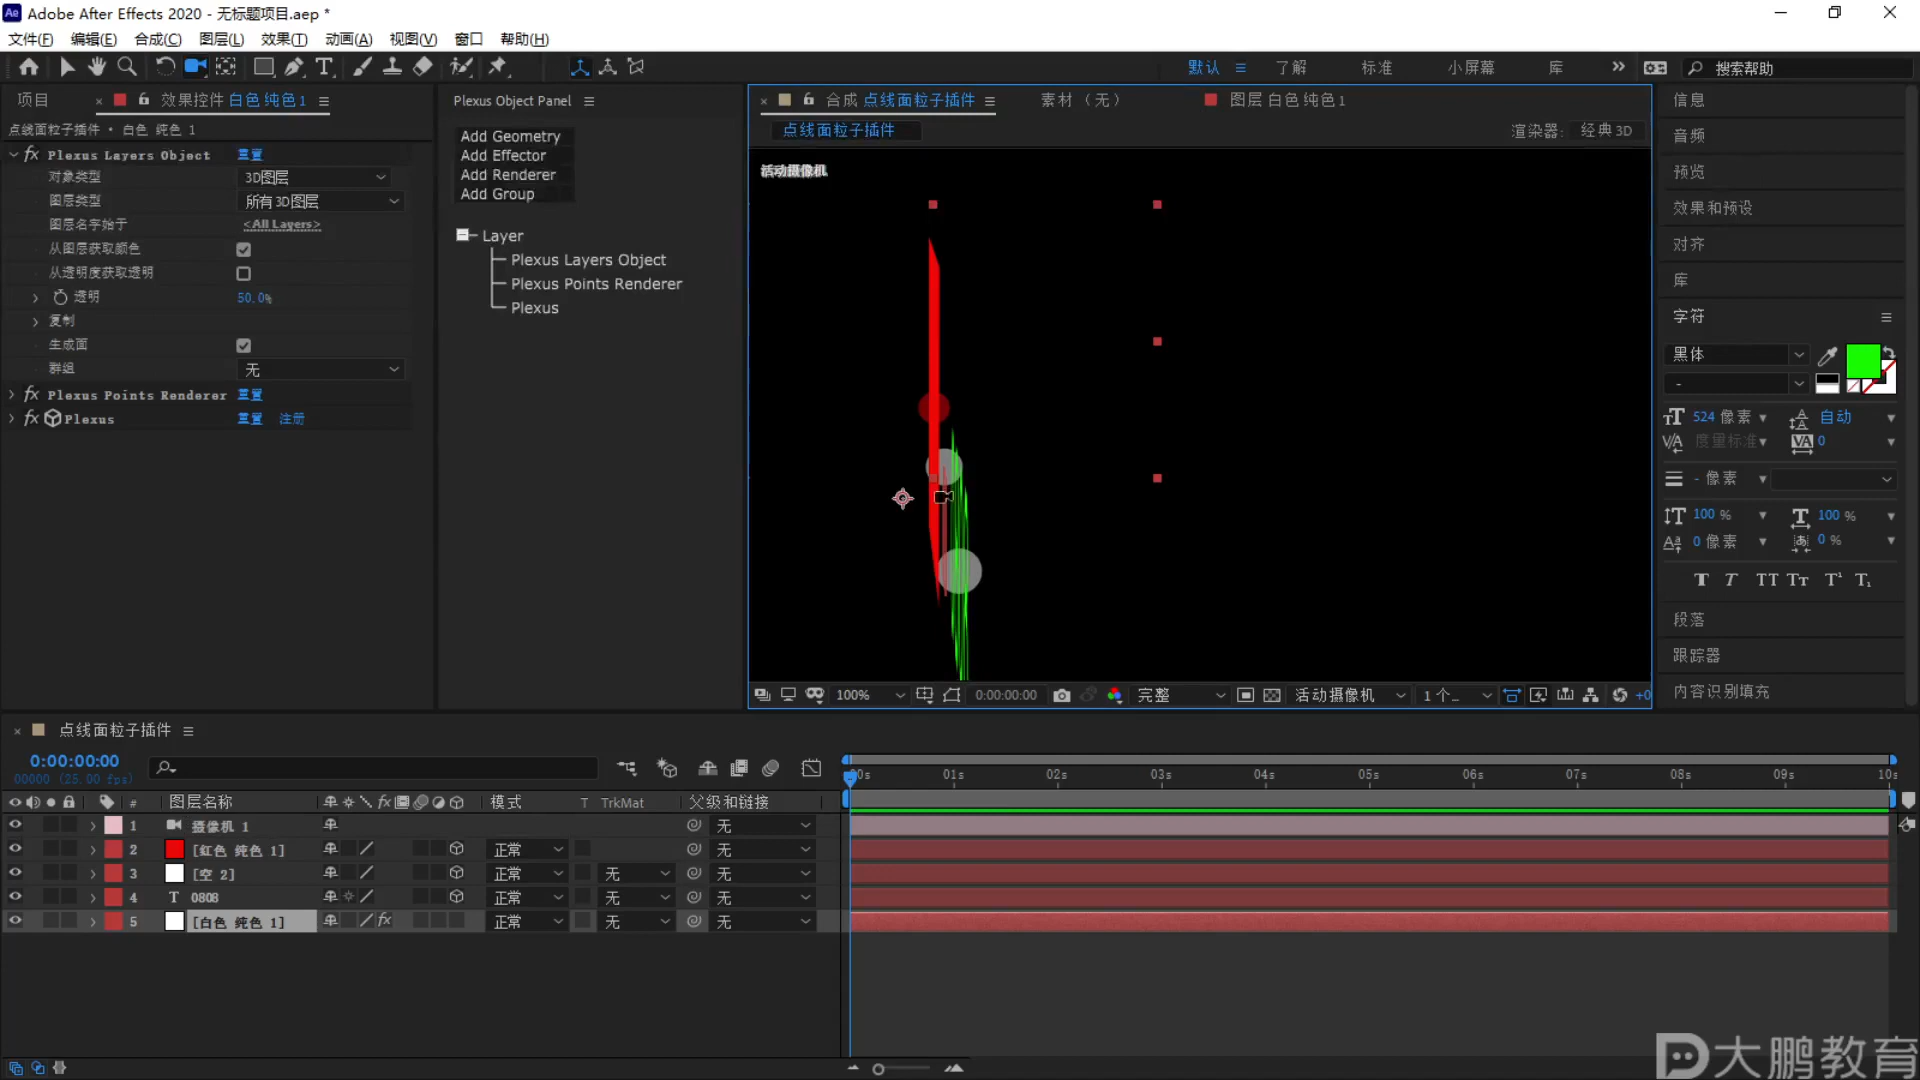 Adobe After Effects 2020 - 无标题项目.aep *
文件(F) 编辑(E) 合成(C) 图层(L) 效果(T) 动画(A) 视图(V) 窗口 帮助(H)
默认 了解 标准 小屏幕 库 搜索帮助
项目 效果控件 白色 纯色 1
点线面粒子插件 • 白色 纯色 1
fx Plexus Layers Object 重置
对象类型 3D图层
图层类型 所有3D图层
图层名字始于 <All Layers>
从图层获取颜色
从透明度获取透明
透明 50.0%
复制
生成面
群组 无
fx Plexus Points Renderer 重置
fx Plexus 重置 注册
Plexus Object Panel
Add Geometry
Add Effector
Add Renderer
Add Group
Layer
Plexus Layers Object
Plexus Points Renderer
Plexus
合成 点线面粒子插件 素材 (无) 图层 白色 纯色 1
点线面粒子插件 渲染器: 经典 3D
活动摄像机
100% 0:00:00:00 完整 活动摄像机 1 个... +0
信息
音频
预览
效果和预设
对齐
库
字符
黑体
-
524 像素 自动
度量标准 0
- 像素
100 % 100 %
0 像素 0 %
T T TT Tт T¹ T₁
段落
跟踪器
内容识别填充
点线面粒子插件
0:00:00:00
00000 (25.00 fps)
# 图层名称 fx 模式 T TrkMat 父级和链接
1 摄像机 1 无
2 [红色 纯色 1] 正常 无
3 [空 2] 正常 无 无
4 T 0808 正常 无 无
5 [白色 纯色 1] fx 正常 无 无
00s 01s 02s 03s 04s 05s 06s 07s 08s 09s 10s
大鹏教育